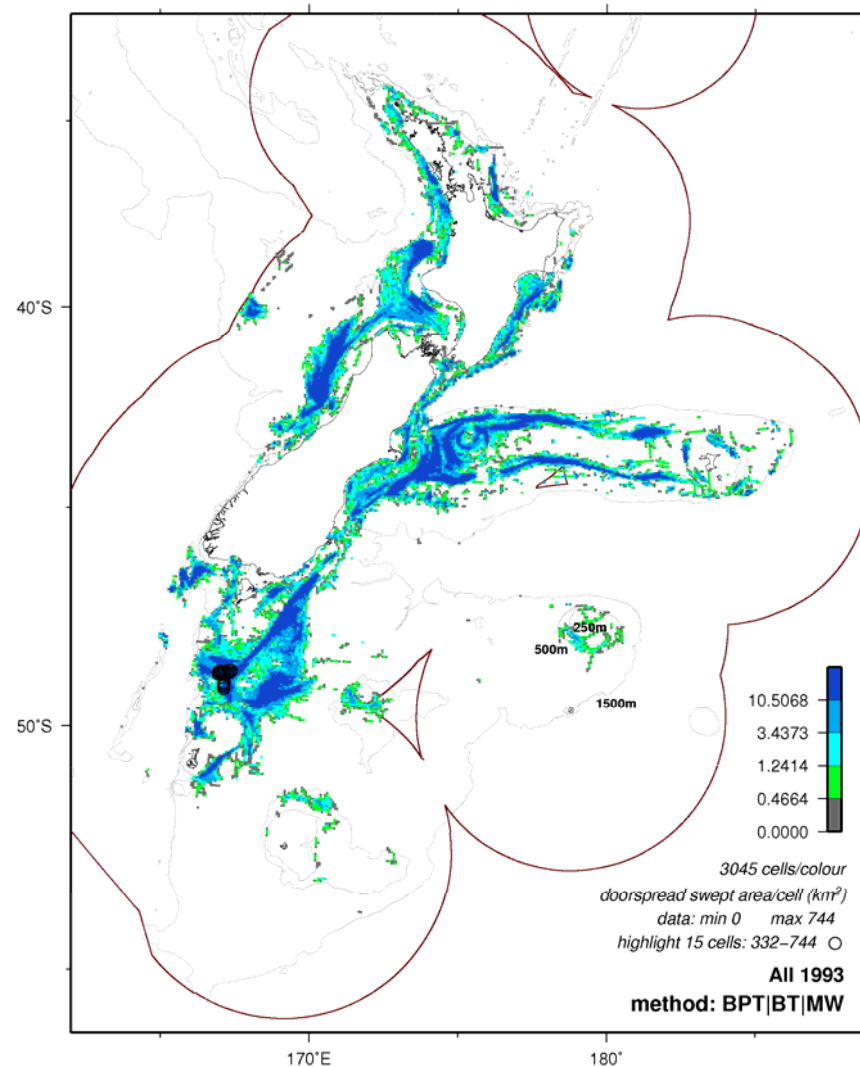 40°S
250m
500m
1500m
50°S
10.5068
3.4373
1.2414
0.4664
0.0000
3045 cells/colour
doorspread swept area/cell (km²)
data: min 0 max 744
highlight 15 cells: 332–744
All 1993
method: BPT|BT|MW
170°E
180°